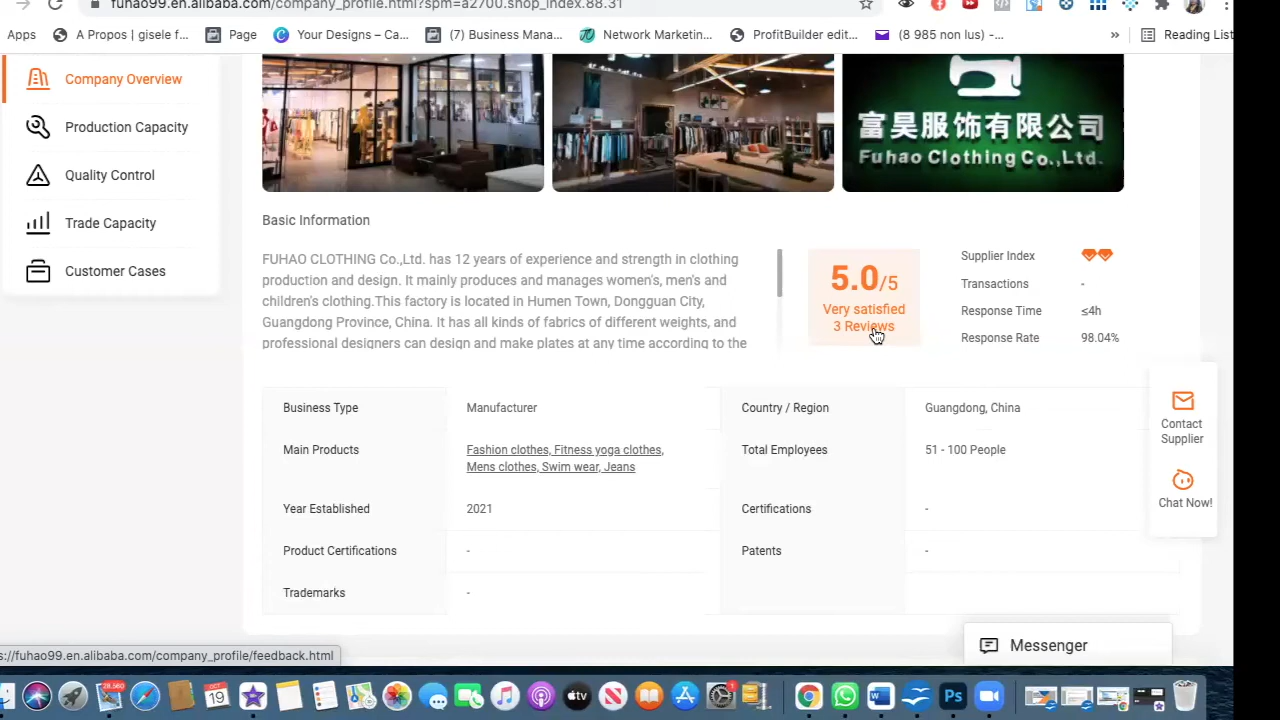 fuhao99.en.alibaba.com/company_profile.html?spm=a2700.shop_index.88.31
Apps
A Propos | gisele f...
Page
Your Designs – Ca...
(7) Business Mana...
Network Marketin...
ProfitBuilder edit...
(8 985 non lus) -...
»
Reading List
Company Overview
Production Capacity
Quality Control
Trade Capacity
Customer Cases
富昊服饰有限公司
Fuhao Clothing Co.,Ltd.
Basic Information
FUHAO CLOTHING Co.,Ltd. has 12 years of experience and strength in clothing
production and design. It mainly produces and manages women's, men's and
children's clothing.This factory is located in Humen Town, Dongguan City,
Guangdong Province, China. It has all kinds of fabrics of different weights, and
professional designers can design and make plates at any time according to the
5.0/5
Very satisfied
3 Reviews
Supplier Index
Transactions -
Response Time ≤4h
Response Rate 98.04%
Contact
Supplier
Chat Now!
Business Type Manufacturer Country / Region Guangdong, China
Main Products Fashion clothes, Fitness yoga clothes,
Mens clothes, Swim wear, Jeans
Total Employees 51 - 100 People
Year Established 2021 Certifications -
Product Certifications - Patents -
Trademarks -
Messenger
s://fuhao99.en.alibaba.com/company_profile/feedback.html
28,560
OCT
19
tv
Ps